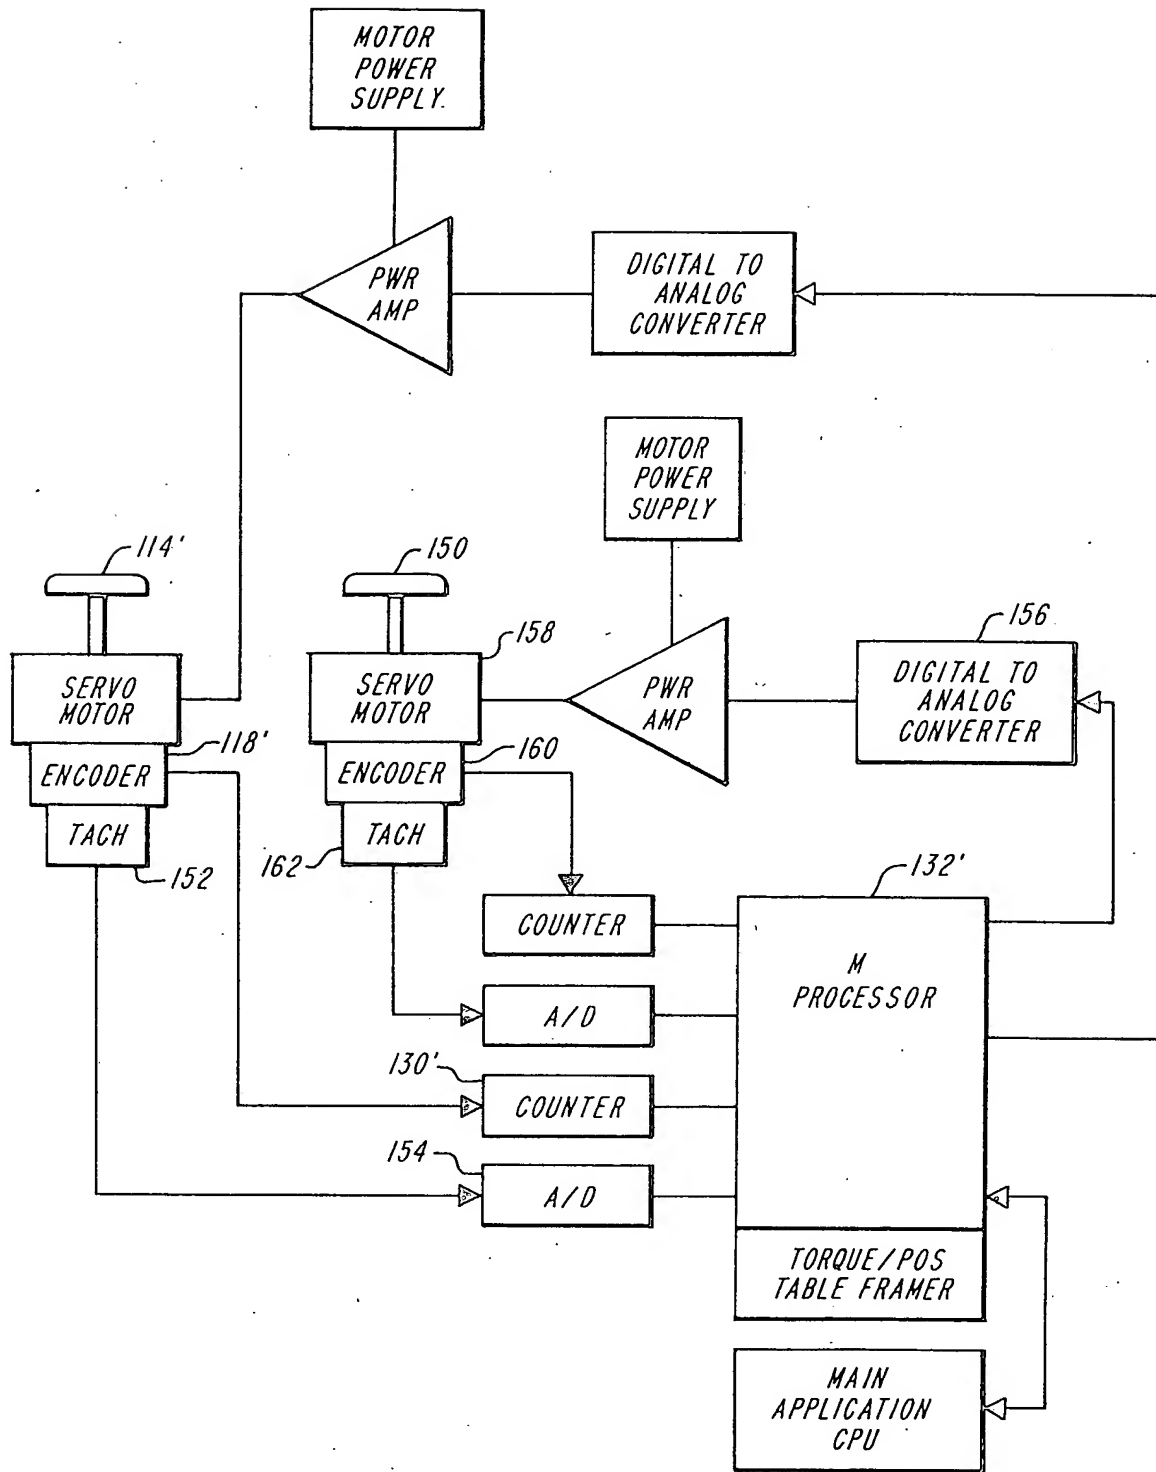 MOTOR
POWER
SUPPLY.
PWR
AMP
DIGITAL TO
ANALOG
CONVERTER
MOTOR
POWER
SUPPLY
114'
150
158
156
SERVO
MOTOR
SERVO
MOTOR
PWR
AMP
DIGITAL TO
ANALOG
CONVERTER
118'
160
ENCODER
ENCODER
TACH
TACH
152
162
132'
COUNTER
M
PROCESSOR
A/D
130'
COUNTER
154
A/D
TORQUE/POS
TABLE FRAMER
MAIN
APPLICATION
CPU